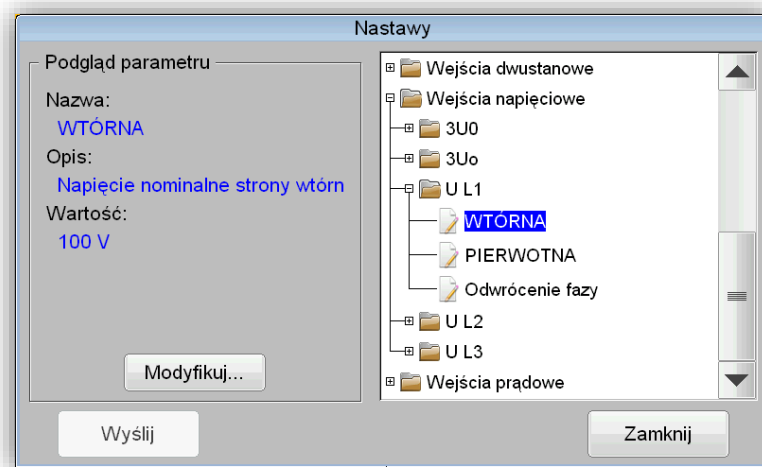 Nastawy
Podgląd parametru
Nazwa:
WTÓRNA
Opis:
Napięcie nominalne strony wtórn
Wartość:
100 V
Modyfikuj...
Wyślij
Wejścia dwustanowe
Wejścia napięciowe
3U0
3Uo
U L1
WTÓRNA
PIERWOTNA
Odwrócenie fazy
U L2
U L3
Wejścia prądowe
Zamknij